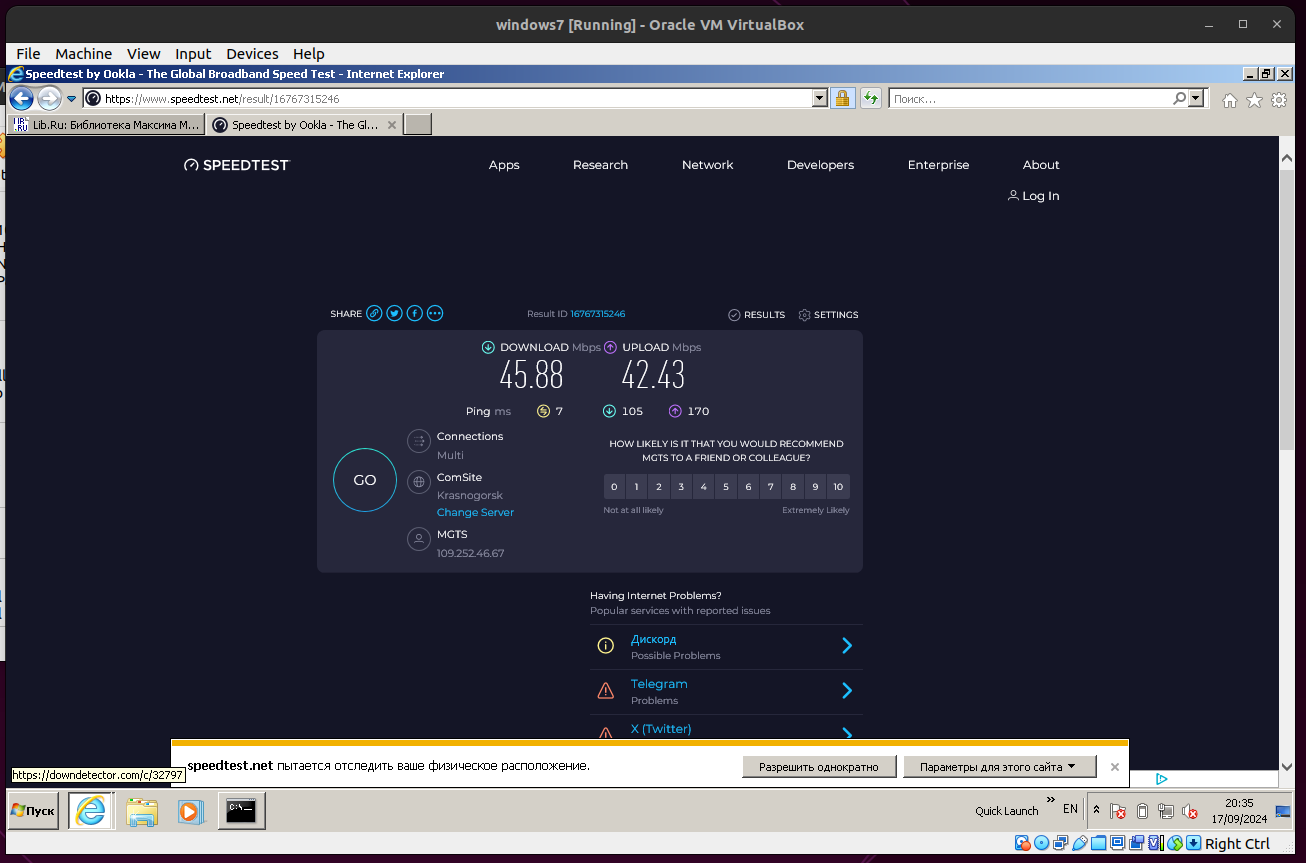 windows7 [Running] - Oracle VM VirtualBox
File Machine View Input Devices Help
Speedtest by Ookla - The Global Broadband Speed Test - Internet Explorer
https://www.speedtest.net/result/16767315246
Поиск...
Lib.Ru: Библиотека Максима М...
Speedtest by Ookla - The Gl...
SPEEDTEST
Apps Research Network Developers Enterprise About
Log In
SHARE
Result ID 16767315246
RESULTS SETTINGS
DOWNLOAD Mbps UPLOAD Mbps
45.88 42.43
Ping ms 7 105 170
GO
Connections
Multi
ComSite
Krasnogorsk
Change Server
MGTS
109.252.46.67
HOW LIKELY IS IT THAT YOU WOULD RECOMMEND
MGTS TO A FRIEND OR COLLEAGUE?
0 1 2 3 4 5 6 7 8 9 10
Not at all likely Extremely Likely
Having Internet Problems?
Popular services with reported issues
Дискорд
Possible Problems
Telegram
Problems
X (Twitter)
speedtest.net пытается отследить ваше физическое расположение.
Разрешить однократно
Параметры для этого сайта
https://downdetector.com/c/32797
Пуск
C:\_
Quick Launch
EN
20:35
17/09/2024
Right Ctrl